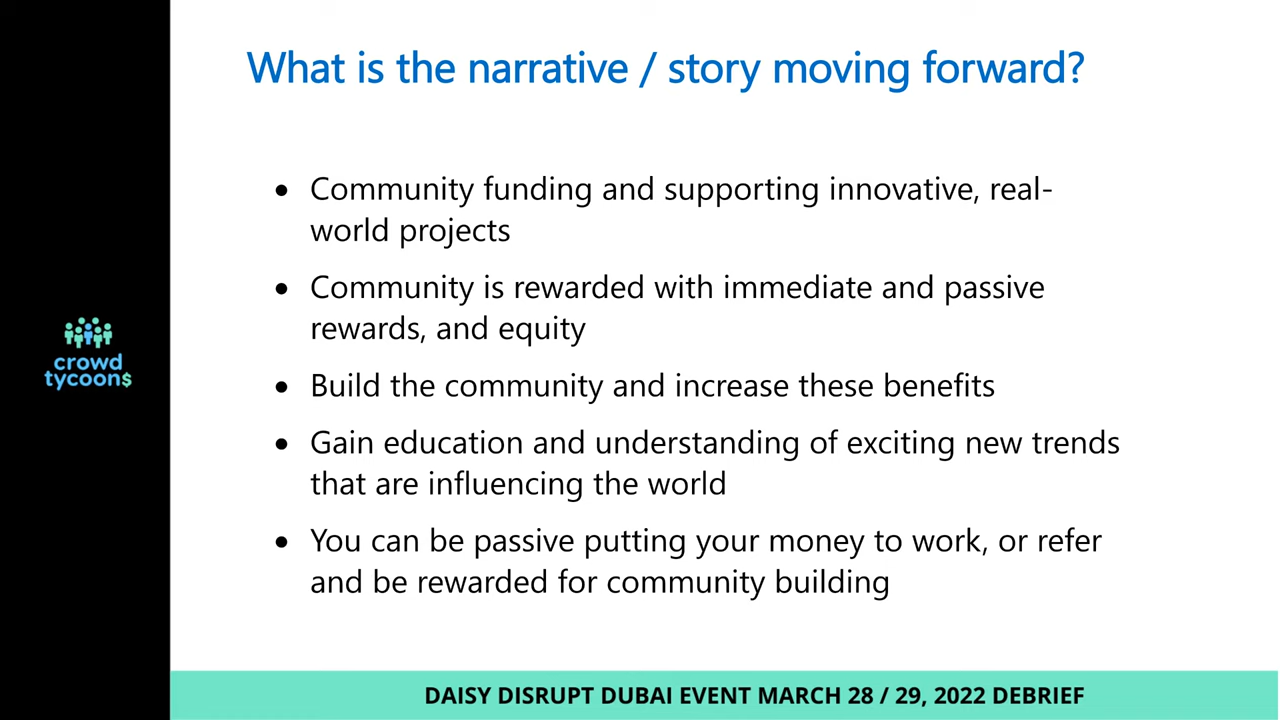 What is the narrative / story moving forward?
• Community funding and supporting innovative, real-
world projects
• Community is rewarded with immediate and passive
rewards, and equity
• Build the community and increase these benefits
• Gain education and understanding of exciting new trends
that are influencing the world
• You can be passive putting your money to work, or refer
and be rewarded for community building
crowd
tycoon$
DAISY DISRUPT DUBAI EVENT MARCH 28 / 29, 2022 DEBRIEF